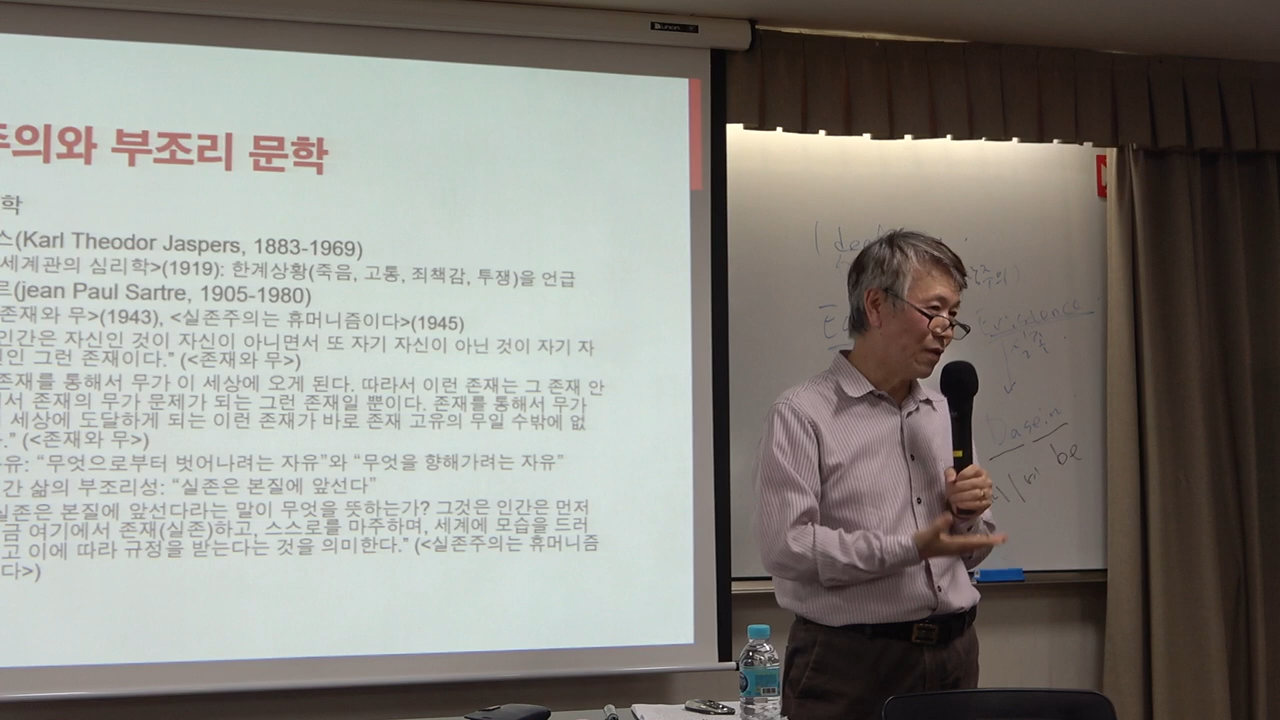 주의와 부조리 문학
학
스(Karl Theodor Jaspers, 1883-1969)
세계관의 심리학>(1919): 한계상황(죽음, 고통, 죄책감, 투쟁)을 언급
르(jean Paul Sartre, 1905-1980)
존재와 무>(1943), <실존주의는 휴머니즘이다>(1945)
인간은 자신인 것이 자신이 아니면서 또 자기 자신이 아닌 것이 자기 자
인 그런 존재이다.” (<존재와 무>)
존재를 통해서 무가 이 세상에 오게 된다. 따라서 이런 존재는 그 존재 안
서 존재의 무가 문제가 되는 그런 존재일 뿐이다. 존재를 통해서 무가
세상에 도달하게 되는 이런 존재가 바로 존재 고유의 무일 수밖에 없
.” (<존재와 무>)
유: “무엇으로부터 벗어나려는 자유”와 “무엇을 향해가려는 자유”
간 삶의 부조리성: “실존은 본질에 앞선다”
실존은 본질에 앞선다라는 말이 무엇을 뜻하는가? 그것은 인간은 먼저
금 여기에서 존재(실존)하고, 스스로를 마주하며, 세계에 모습을 드러
고 이에 따라 규정을 받는다는 것을 의미한다.” (<실존주의는 휴머니즘
다>)
Existence
실존
Dasein
be